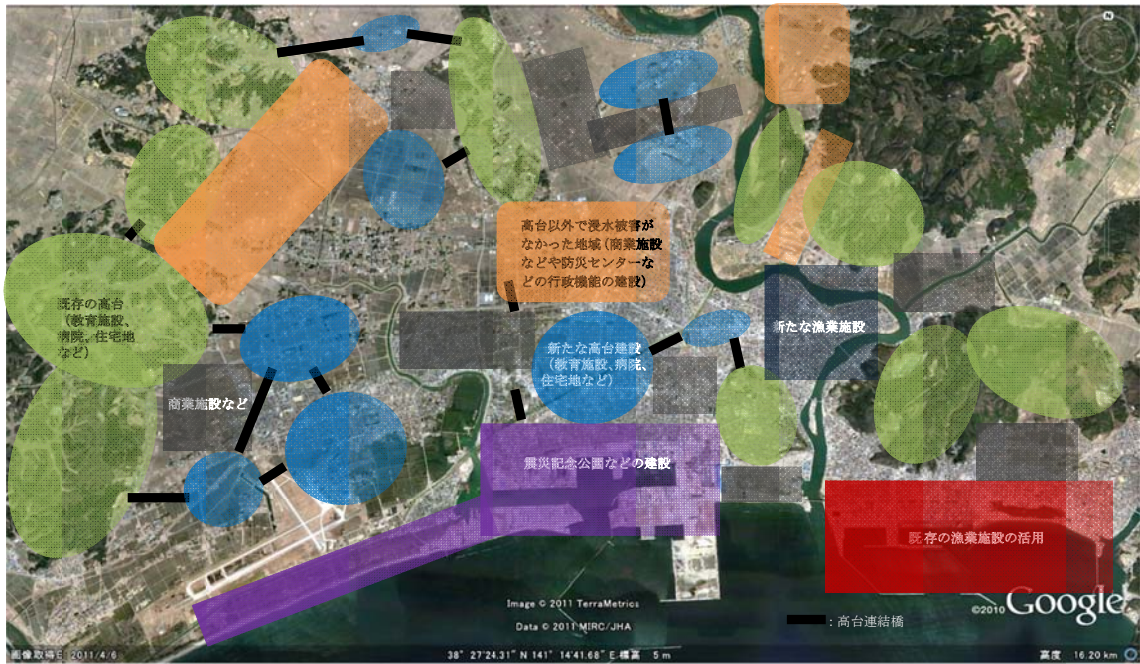 N
高台以外で浸水被害が
なかった地域（商業施設
などや防災センターな
どの行政機能の建設）
既存の高台
（教育施設、
病院、住宅地
など）
新たな漁業施設
新たな高台建設
（教育施設、病院、
住宅地など）
商業施設など
震災記念公園などの建設
既存の漁業施設の活用
Image © 2011 TerraMetrics
Data © 2011 MIRC/JHA
©2010 Google
：高台連結橋
画像取得日 2011/4/6
38°27'24.31" N 141°14'41.68" E 標高 5 m
高度 16.20 km